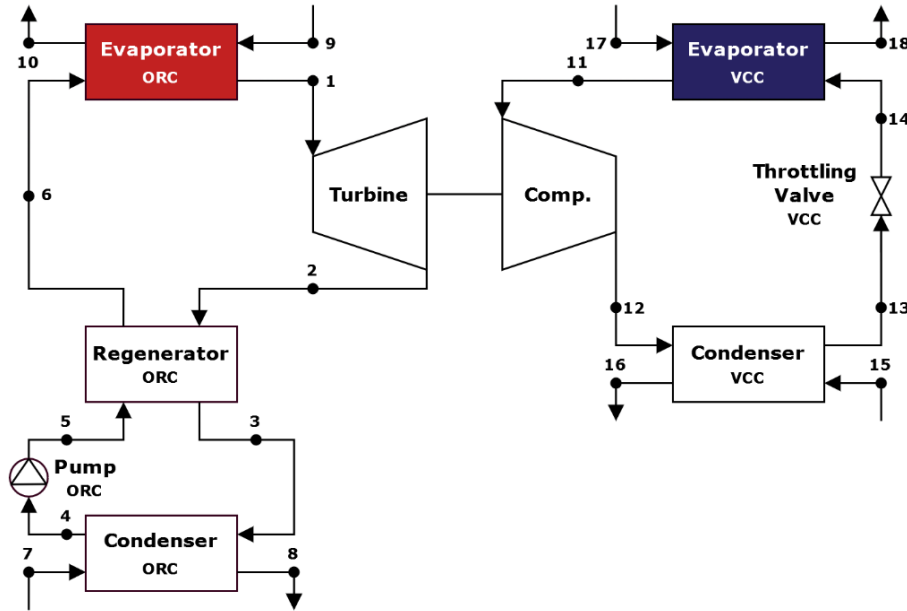 9
17
Evaporator
ORC
Evaporator
VCC
10
11
18
1
14
Throttling
Valve
VCC
6
Turbine
Comp.
2
12
13
Regenerator
ORC
Condenser
VCC
16
15
5
3
Pump
ORC
4
Condenser
ORC
7
8